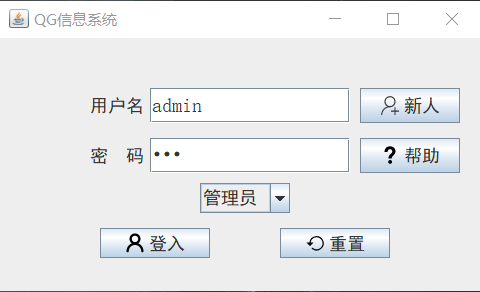 QG信息系统
用户名 admin 新人
密 码 ••• 帮助
管理员
登入 重置